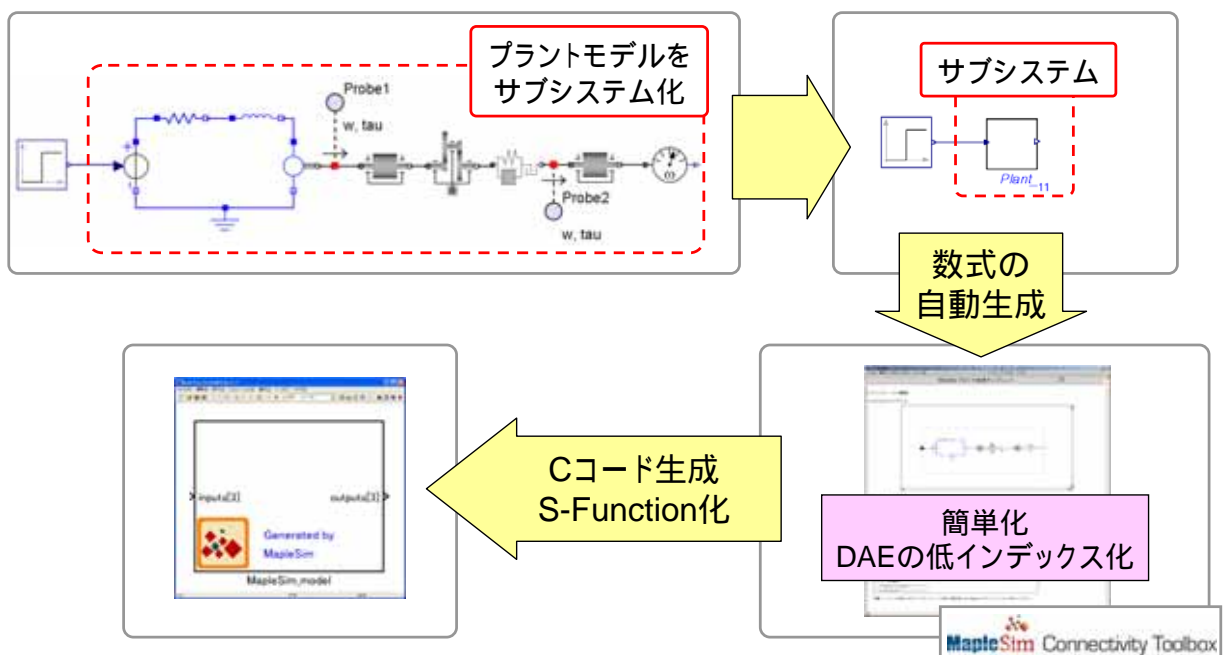 プラントモデルを
サブシステム化
Probe1
w, tau
Probe2
w, tau
ω
サブシステム
Plant_11
数式の
自動生成
簡単化
DAEの低インデックス化
MapleSim Connectivity Toolbox
Cコード生成
S-Function化
inputs[3]
outputs[3]
Generated by
MapleSim
MapleSim_model